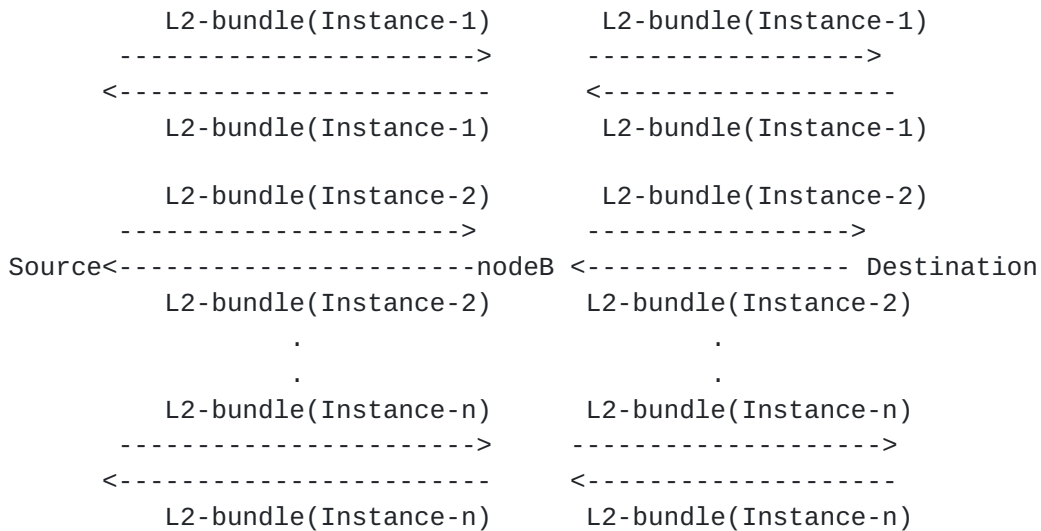 L2-bundle(Instance-1)       L2-bundle(Instance-1)
----------------------->      ------------------>
<------------------------      <-------------------
L2-bundle(Instance-1)       L2-bundle(Instance-1)
L2-bundle(Instance-2)         L2-bundle(Instance-2)
---------------------->       ----------------->
Source<-----------------------nodeB <----------------- Destination
L2-bundle(Instance-2)      L2-bundle(Instance-2)
.                          .
.                          .
L2-bundle(Instance-n)      L2-bundle(Instance-n)
----------------------->     -------------------->
<------------------------     <--------------------
L2-bundle(Instance-n)      L2-bundle(Instance-n)